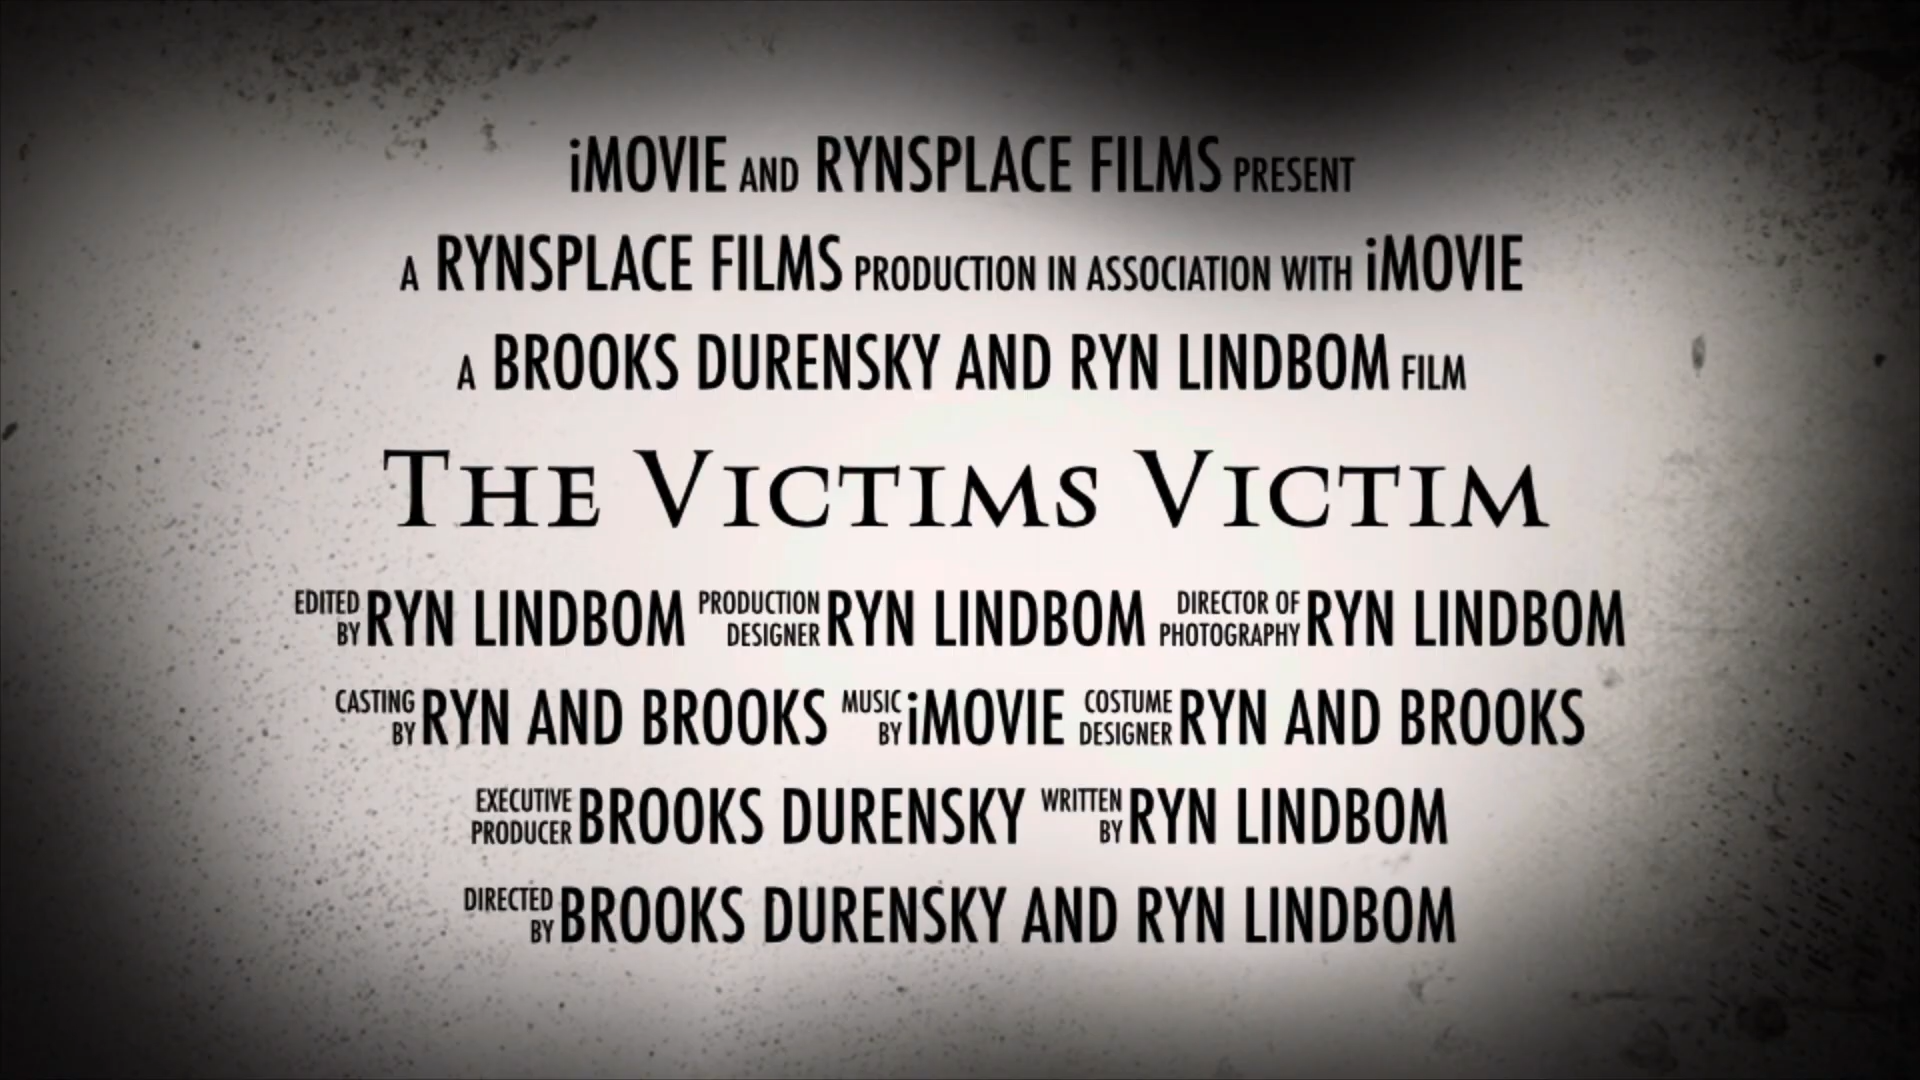 iMOVIE AND RYNSPLACE FILMS PRESENT
A RYNSPLACE FILMS PRODUCTION IN ASSOCIATION WITH iMOVIE
A BROOKS DURENSKY AND RYN LINDBOM FILM
THE VICTIMS VICTIM
EDITED BY RYN LINDBOM PRODUCTION DESIGNER RYN LINDBOM DIRECTOR OF PHOTOGRAPHY RYN LINDBOM
CASTING BY RYN AND BROOKS MUSIC BY iMOVIE COSTUME DESIGNER RYN AND BROOKS
EXECUTIVE PRODUCER BROOKS DURENSKY WRITTEN BY RYN LINDBOM
DIRECTED BY BROOKS DURENSKY AND RYN LINDBOM